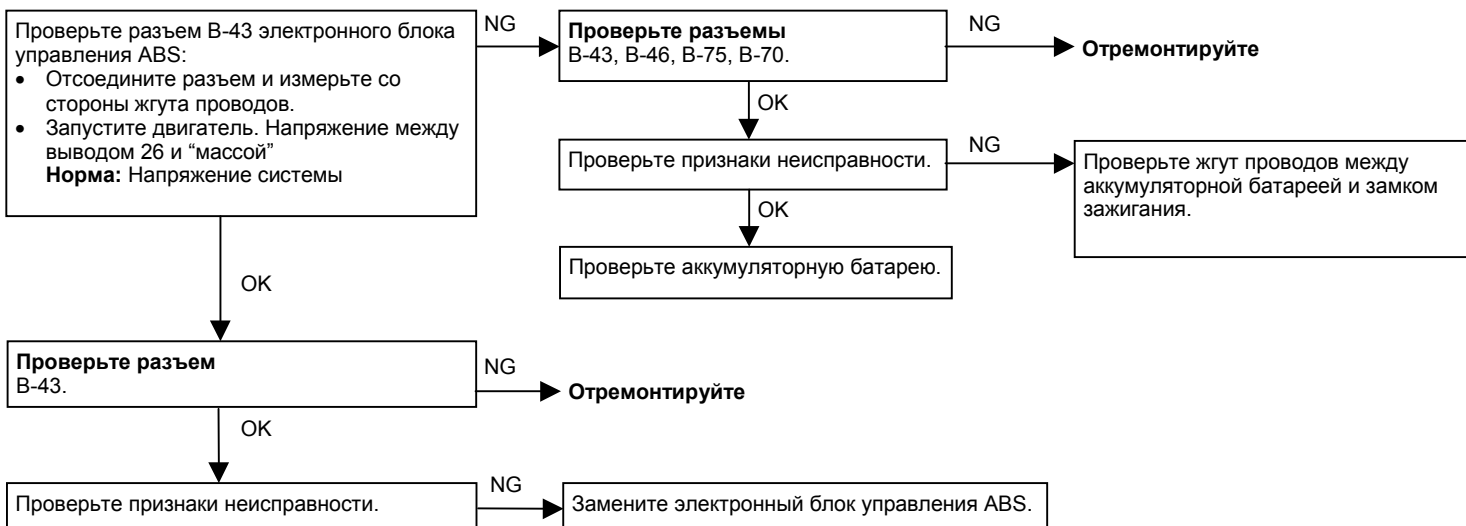 Проверьте разъем B-43 электронного блока
управления ABS:
• Отсоедините разъем и измерьте со
стороны жгута проводов.
• Запустите двигатель. Напряжение между
выводом 26 и “массой”
Норма: Напряжение системы
NG
Проверьте разъемы
B-43, B-46, B-75, B-70.
NG
Отремонтируйте
OK
Проверьте признаки неисправности.
NG
Проверьте жгут проводов между
аккумуляторной батареей и замком
зажигания.
OK
Проверьте аккумуляторную батарею.
OK
Проверьте разъем
B-43.
NG
Отремонтируйте
OK
Проверьте признаки неисправности.
NG
Замените электронный блок управления ABS.